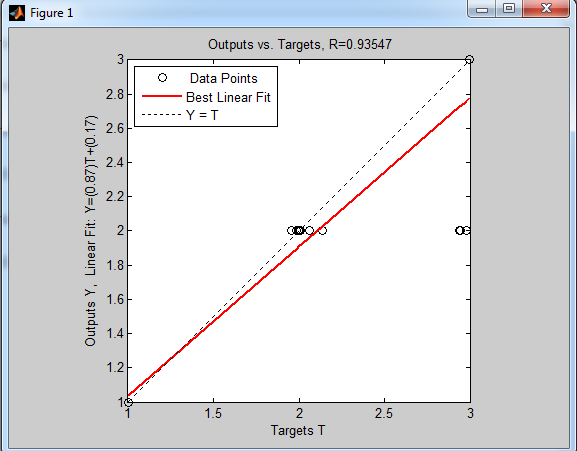 Figure 1
Outputs vs. Targets, R=0.93547
Data Points
Best Linear Fit
Y = T
3
2.8
2.6
2.4
2.2
2
1.8
1.6
1.4
1.2
1
Outputs Y, Linear Fit: Y=(0.87)T+(0.17)
1
1.5
2
2.5
3
Targets T